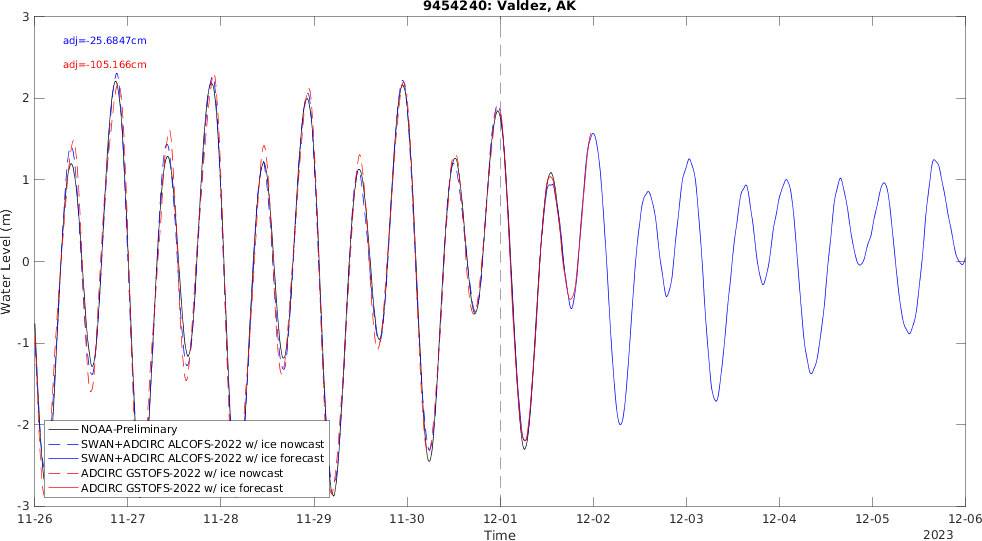 9454240: Valdez, AK
adj=-25.6847cm
adj=-105.166cm
Water Level (m)
3
2
1
0
-1
-2
-3
NOAA-Preliminary
SWAN+ADCIRC ALCOFS-2022 w/ ice nowcast
SWAN+ADCIRC ALCOFS-2022 w/ ice forecast
ADCIRC GSTOFS-2022 w/ ice nowcast
ADCIRC GSTOFS-2022 w/ ice forecast
11-26 11-27 11-28 11-29 11-30 12-01 12-02 12-03 12-04 12-05 12-06
Time
2023